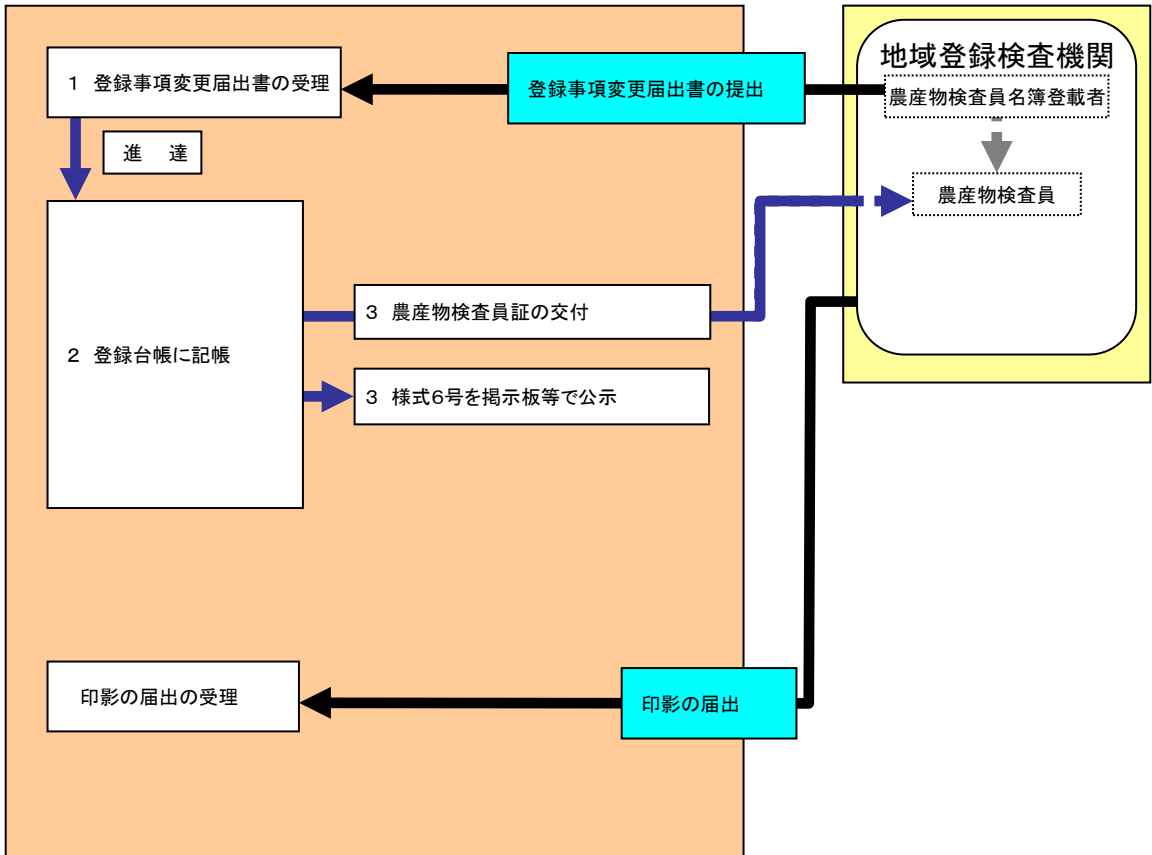 地域登録検査機関
１ 登録事項変更届出書の受理
登録事項変更届出書の提出
農産物検査員名簿登載者
進 達
農産物検査員
３ 農産物検査員証の交付
２ 登録台帳に記帳
３ 様式６号を掲示板等で公示
印影の届出の受理
印影の届出